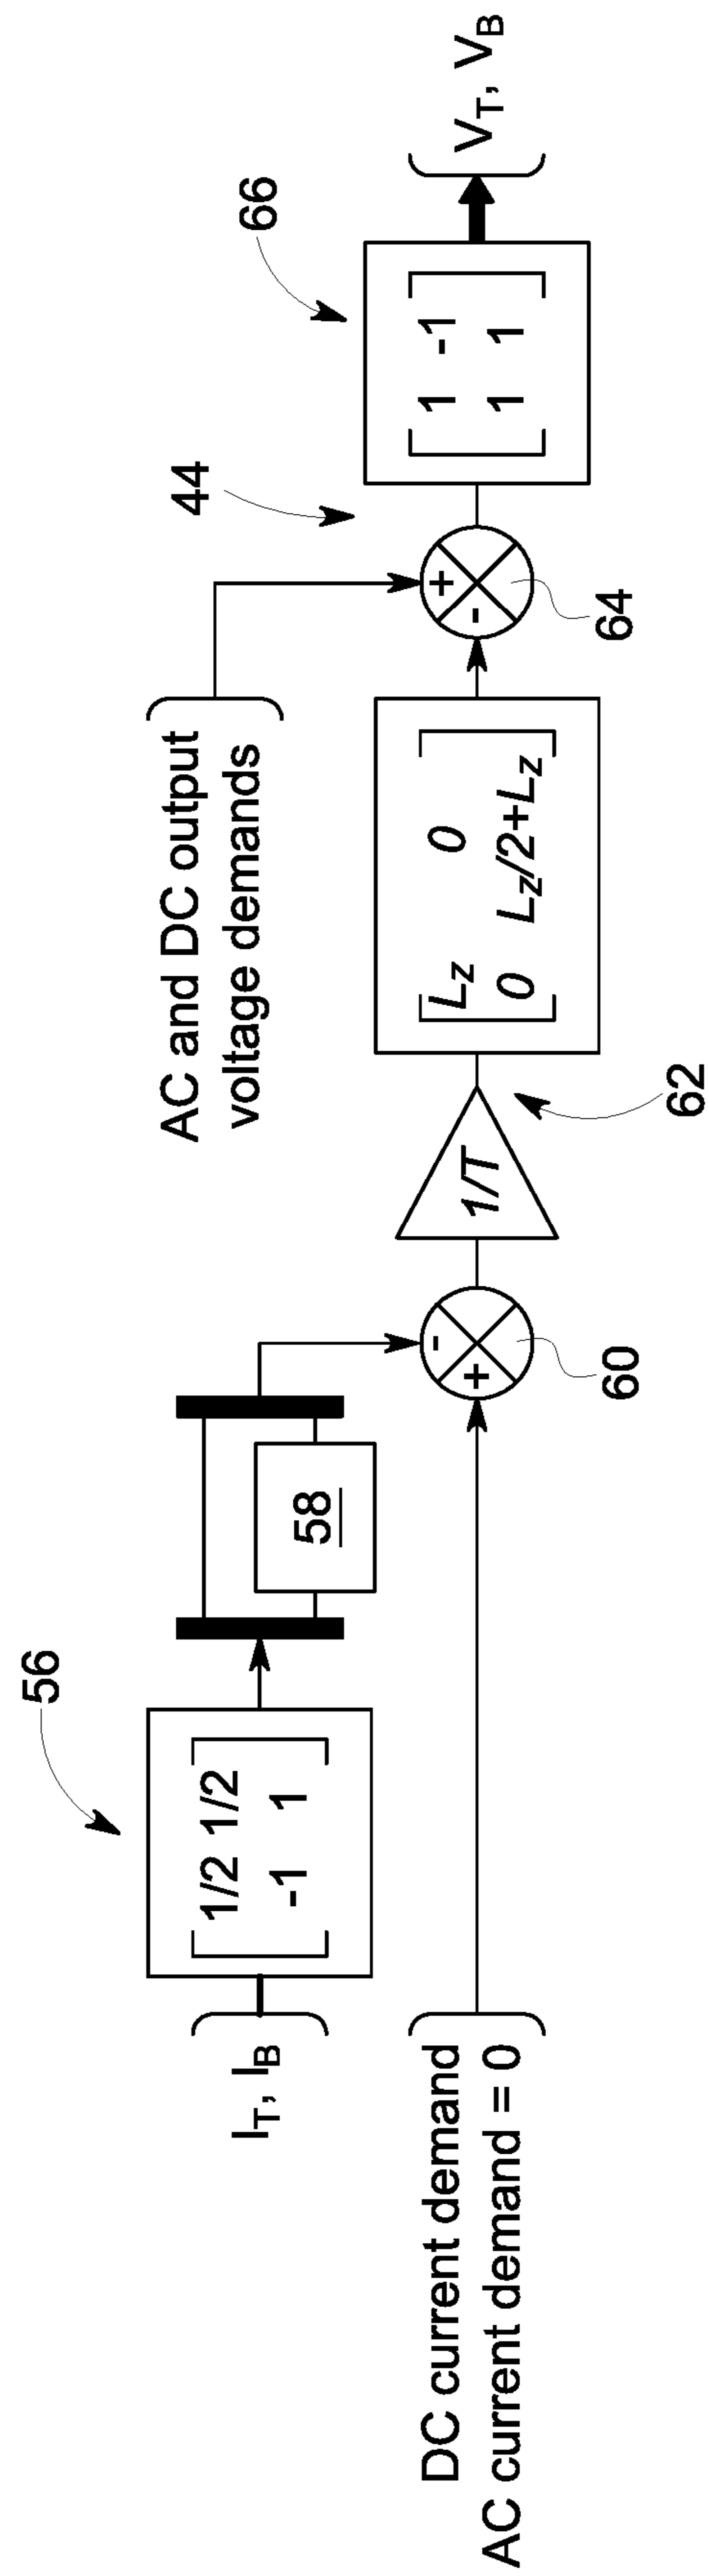 56
[1/2 1/2
-1 1]
I_T, I_B
58
DC current demand
AC current demand = 0
60
1/T
62
AC and DC output
voltage demands
[L_z 0
0 L_z/2+L_z]
44
64
66
[1 -1
1 1]
V_T, V_B
- +
+ -